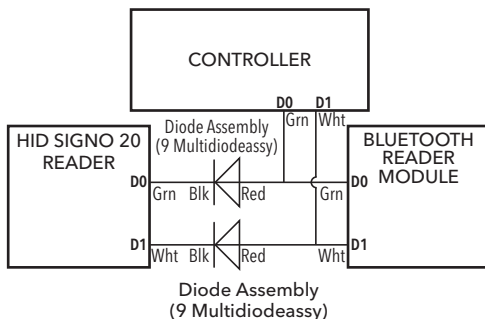 CONTROLLER
D0 D1
Grn Wht
Diode Assembly
(9 Multidiodeassy)
HID SIGNO 20
READER
BLUETOOTH
READER
MODULE
D0 D0
Grn Blk Red Grn
D1 D1
Wht Blk Red Wht
Diode Assembly
(9 Multidiodeassy)